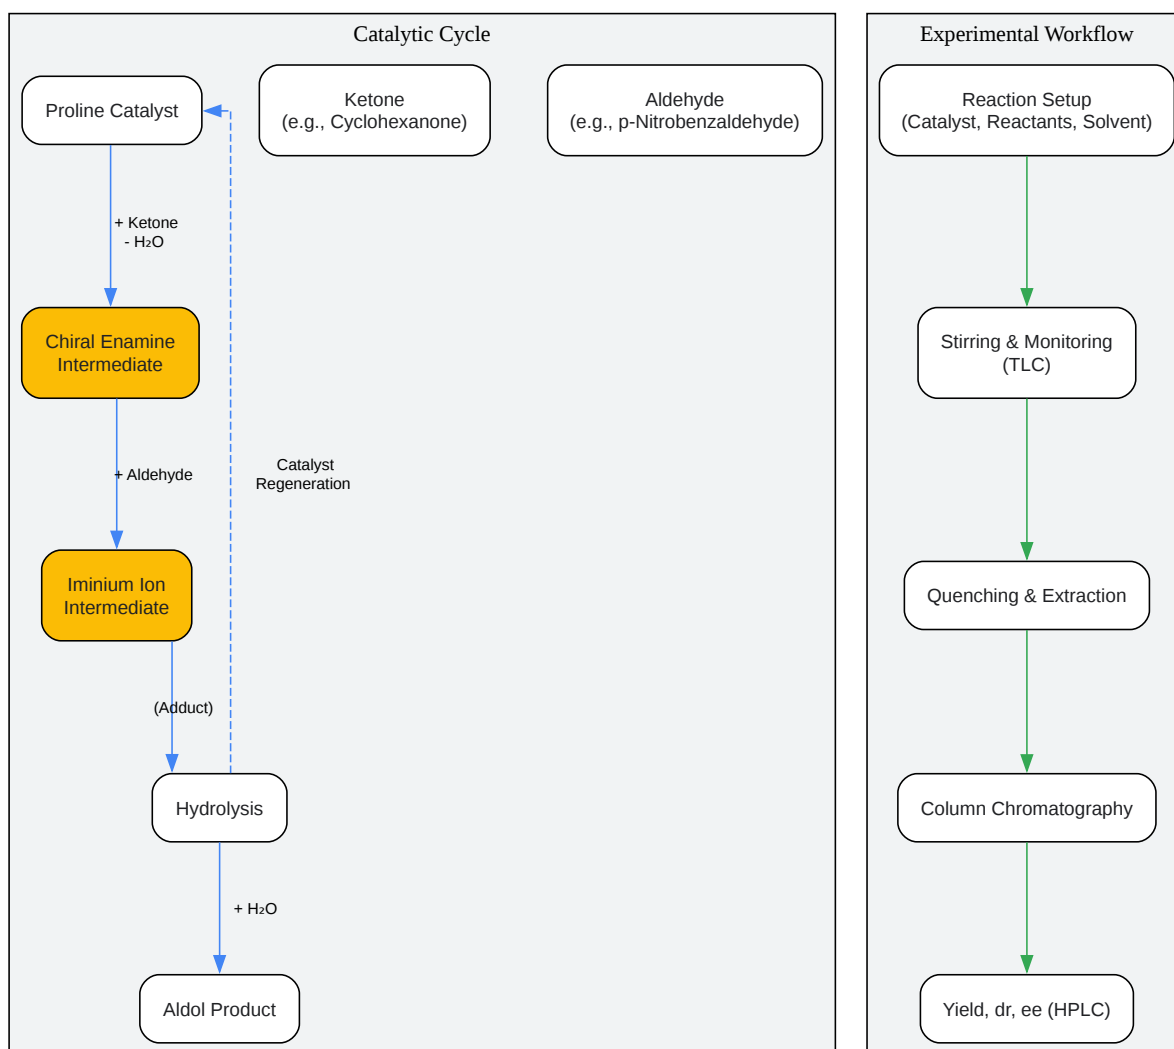 Catalytic Cycle
Proline Catalyst
Ketone
(e.g., Cyclohexanone)
Aldehyde
(e.g., p-Nitrobenzaldehyde)
+ Ketone
- H₂O
Chiral Enamine
Intermediate
+ Aldehyde
Catalyst
Regeneration
Iminium Ion
Intermediate
(Adduct)
Hydrolysis
+ H₂O
Aldol Product
Experimental Workflow
Reaction Setup
(Catalyst, Reactants, Solvent)
Stirring & Monitoring
(TLC)
Quenching & Extraction
Column Chromatography
Yield, dr, ee (HPLC)